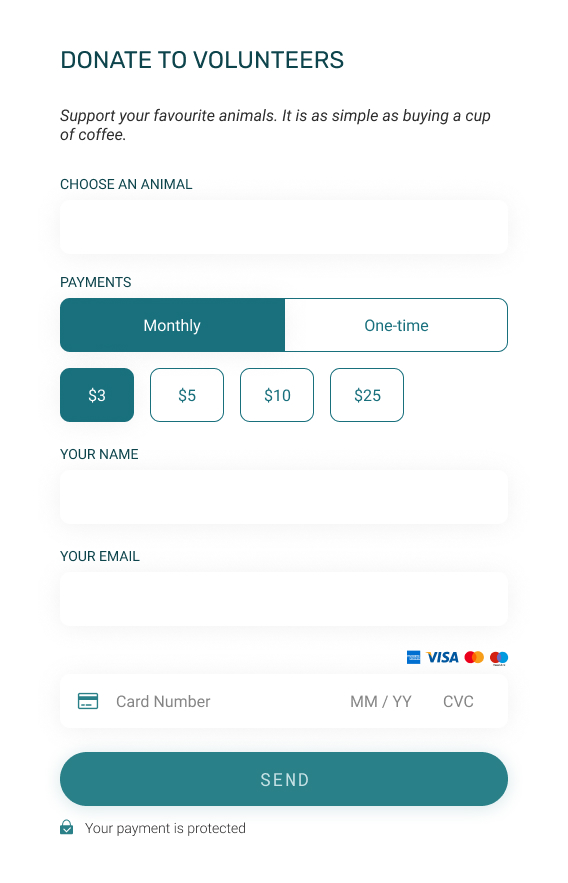 DONATE TO VOLUNTEERS
Support your favourite animals. It is as simple as buying a cup
of coffee.
CHOOSE AN ANIMAL
PAYMENTS
Monthly One-time
$3 $5 $10 $25
YOUR NAME
YOUR EMAIL
VISA
Card Number MM / YY CVC
SEND
Your payment is protected